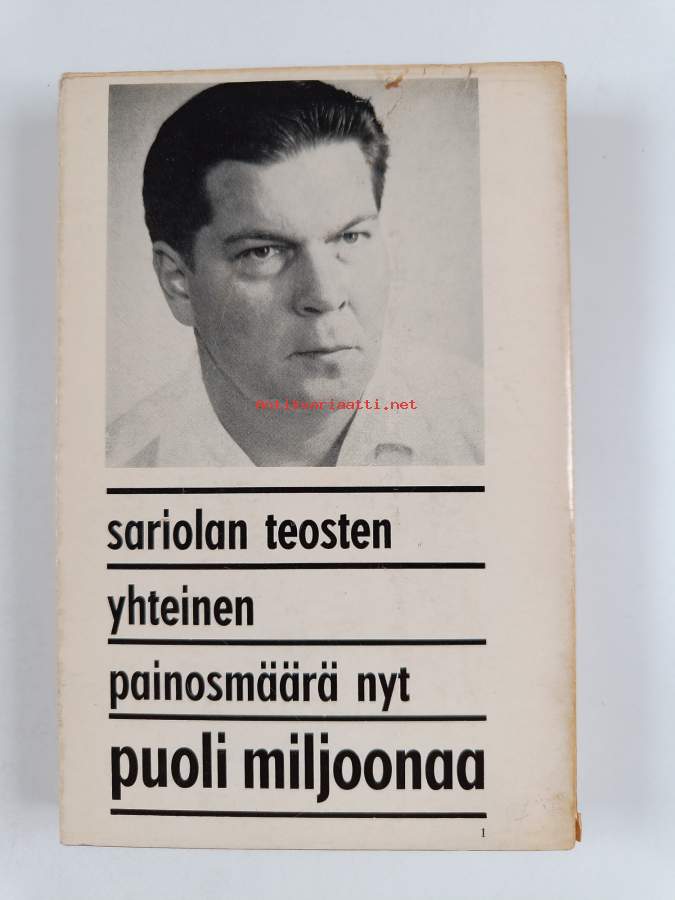 Antikvariaatti.net
sariolan teosten
yhteinen
painosmäärä nyt
puoli miljoonaa
1